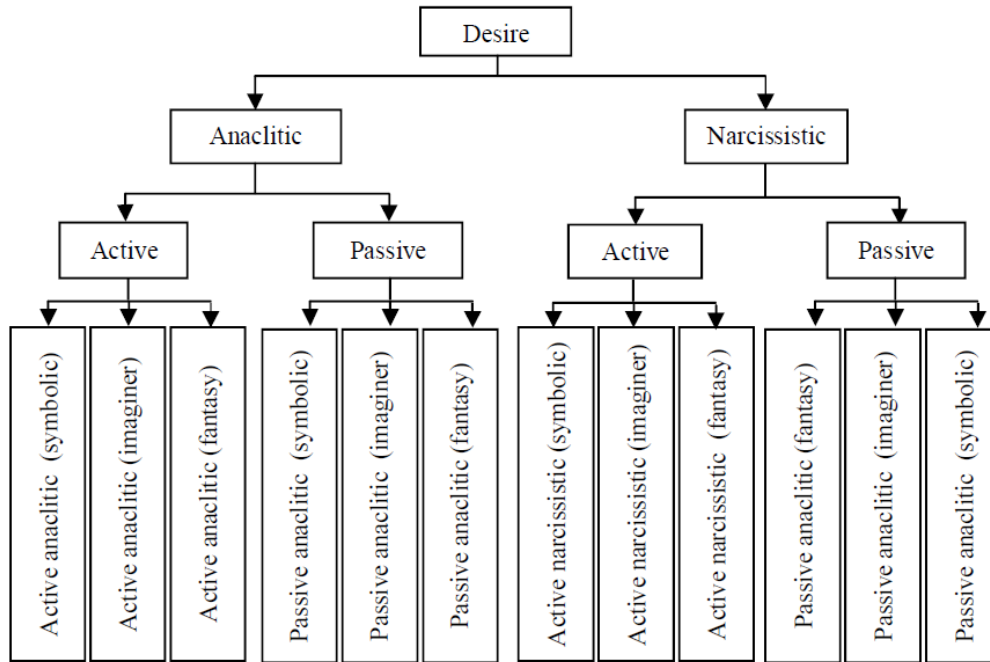 Desire
Anaclitic
Narcissistic
Active
Passive
Active
Passive
Active anaclitic (symbolic)
Active anaclitic (imaginer)
Active anaclitic (fantasy)
Passive anaclitic (symbolic)
Passive anaclitic (imaginer)
Passive anaclitic (fantasy)
Active narcissistic (symbolic)
Active narcissistic (imaginer)
Active narcissistic (fantasy)
Passive anaclitic (fantasy)
Passive anaclitic (imaginer)
Passive anaclitic (symbolic)